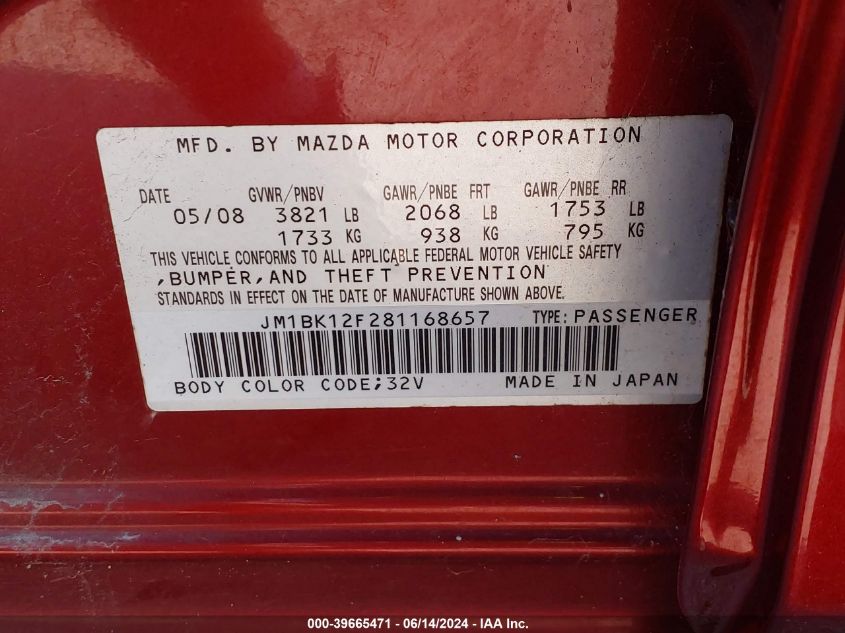 MFD. BY MAZDA MOTOR CORPORATION
DATE GVWR/PNBV GAWR/PNBE FRT GAWR/PNBE RR
05/08 3821 LB 2068 LB 1753 LB
1733 KG 938 KG 795 KG
THIS VEHICLE CONFORMS TO ALL APPLICABLE FEDERAL MOTOR VEHICLE SAFETY
,BUMPER,AND THEFT PREVENTION
STANDARDS IN EFFECT ON THE DATE OF MANUFACTURE SHOWN ABOVE.
JM1BK12F281168657 TYPE: PASSENGER
BODY COLOR CODE;32V MADE IN JAPAN
000-39665471 - 06/14/2024 - IAA Inc.